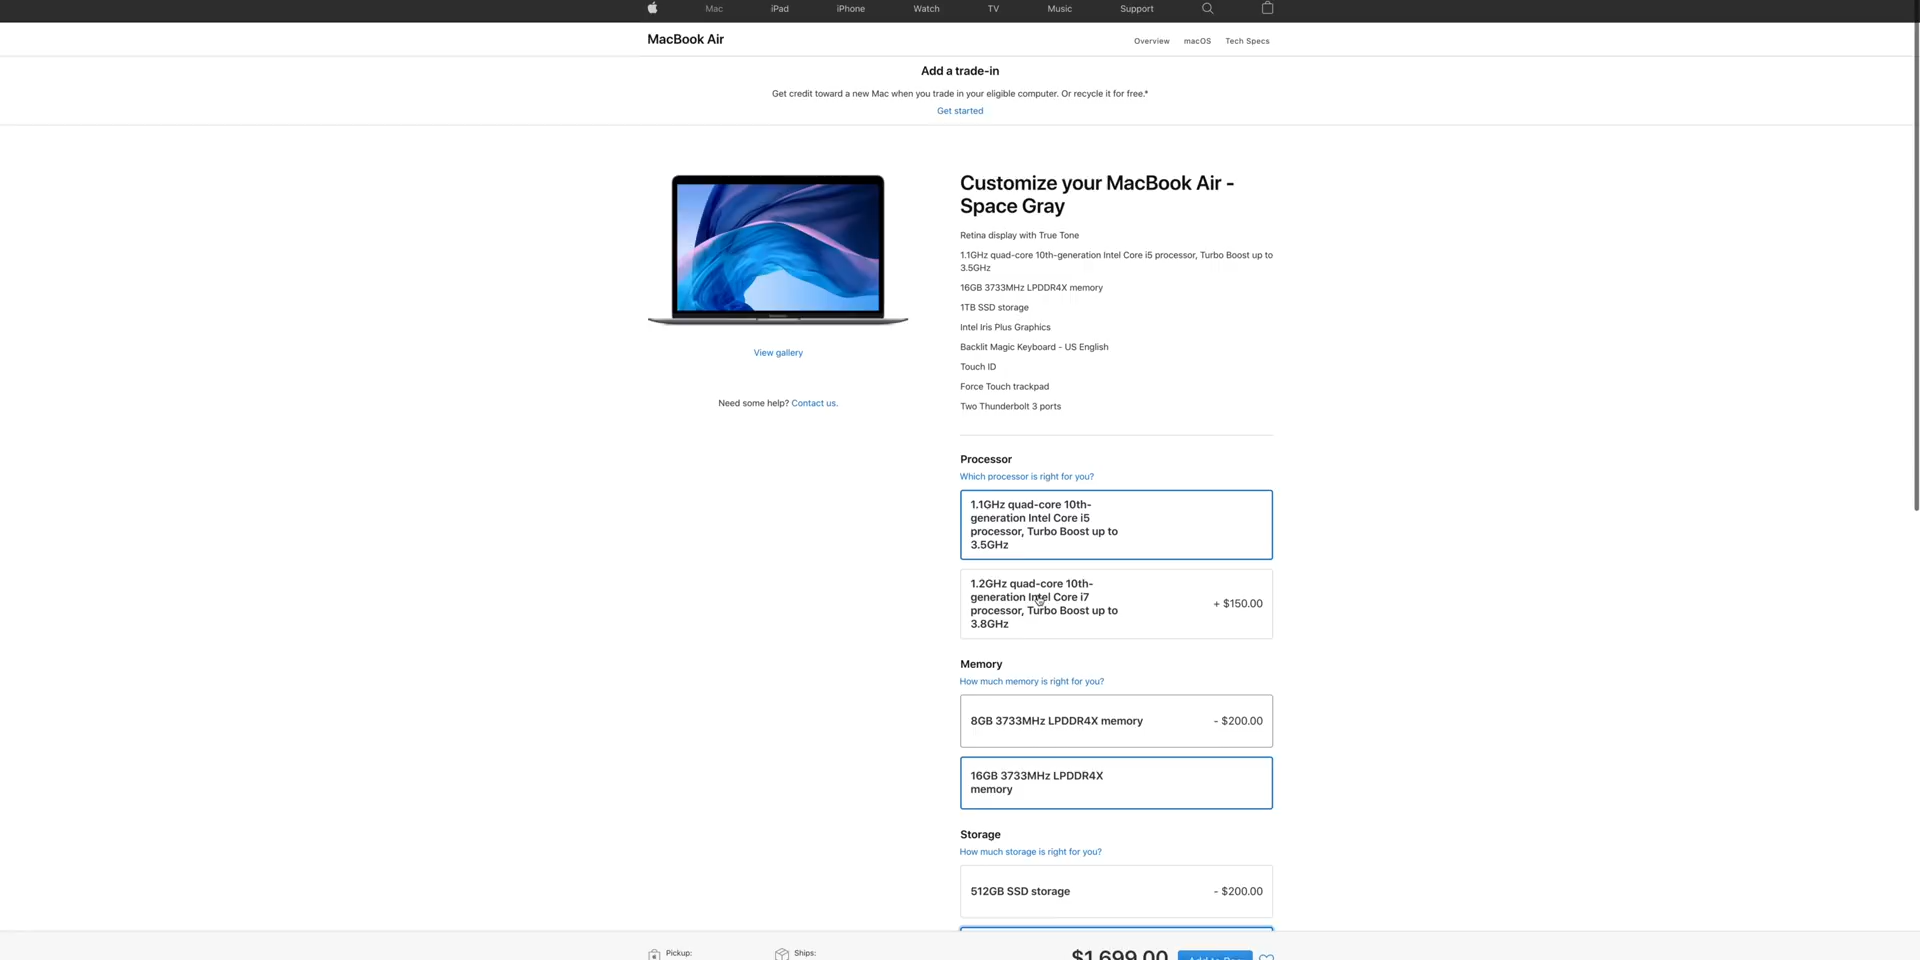 Mac
iPad
iPhone
Watch
TV
Music
Support
MacBook Air
Overview
macOS
Tech Specs
Add a trade-in
Get credit toward a new Mac when you trade in your eligible computer. Or recycle it for free.*
Get started
View gallery
Need some help? Contact us.
Customize your MacBook Air -
Space Gray
Retina display with True Tone
1.1GHz quad-core 10th-generation Intel Core i5 processor, Turbo Boost up to
3.5GHz
16GB 3733MHz LPDDR4X memory
1TB SSD storage
Intel Iris Plus Graphics
Backlit Magic Keyboard - US English
Touch ID
Force Touch trackpad
Two Thunderbolt 3 ports
Processor
Which processor is right for you?
1.1GHz quad-core 10th-
generation Intel Core i5
processor, Turbo Boost up to
3.5GHz
1.2GHz quad-core 10th-
generation Intel Core i7
processor, Turbo Boost up to
3.8GHz
+ $150.00
Memory
How much memory is right for you?
8GB 3733MHz LPDDR4X memory
- $200.00
16GB 3733MHz LPDDR4X
memory
Storage
How much storage is right for you?
512GB SSD storage
- $200.00
Pickup:
Ships:
$1,699.00
Add to Bag